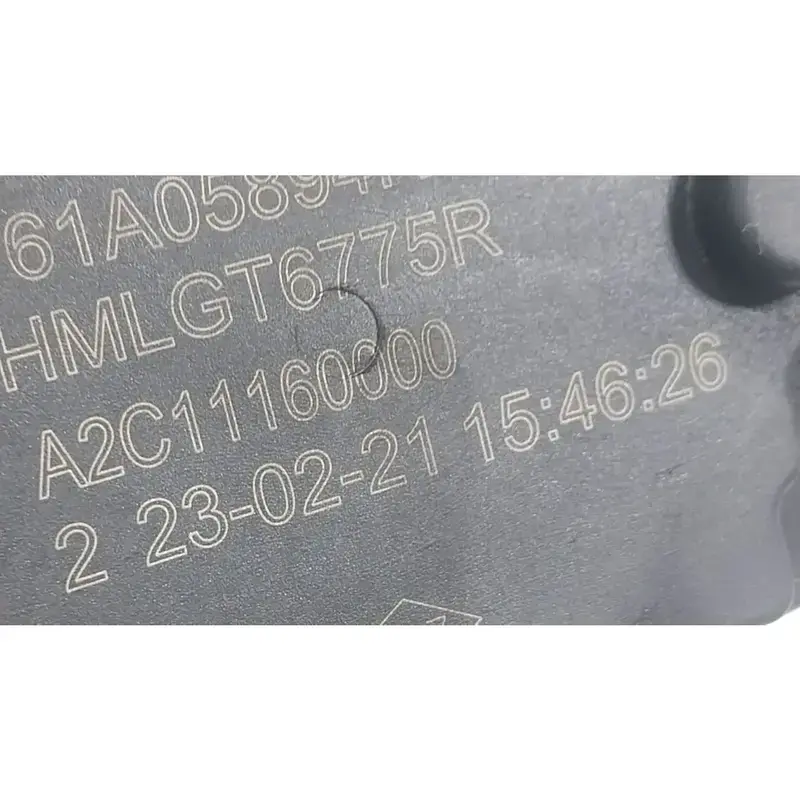 61A05894
HMLGT6775R
A2C11160000
2 23-02-21 15:46:26